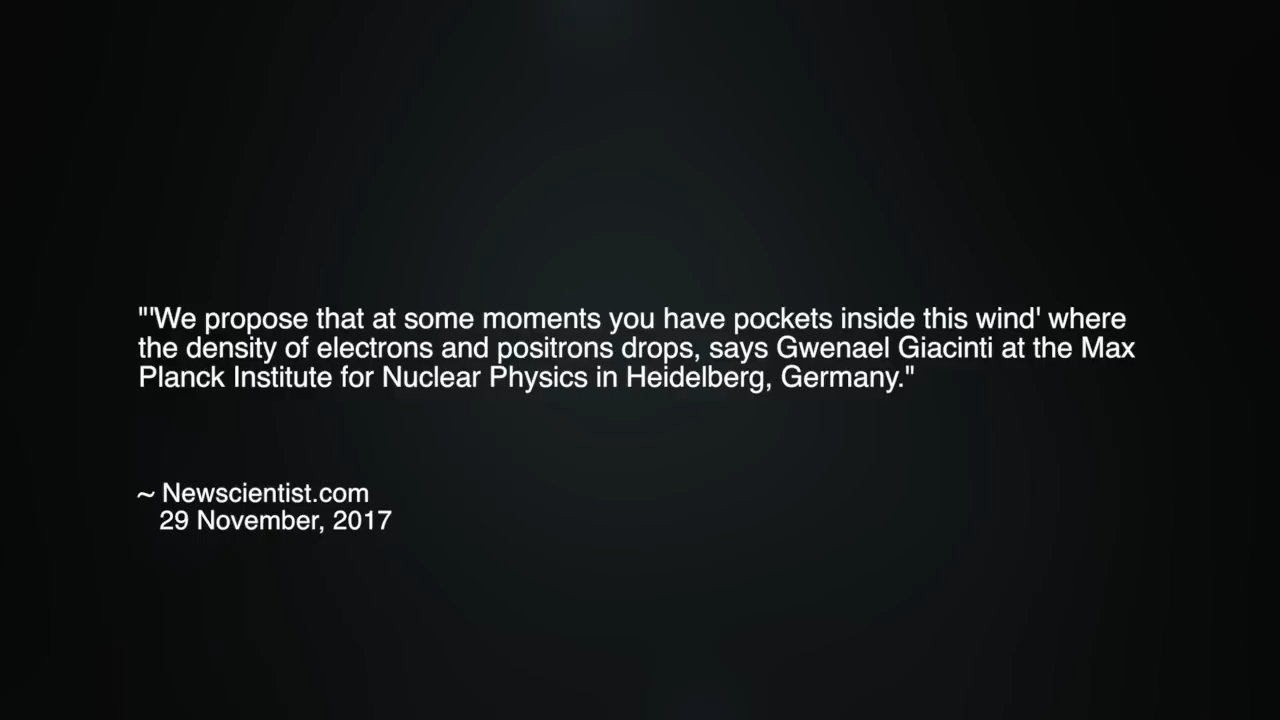 "'We propose that at some moments you have pockets inside this wind' where
the density of electrons and positrons drops, says Gwenael Giacinti at the Max
Planck Institute for Nuclear Physics in Heidelberg, Germany."
~ Newscientist.com
29 November, 2017